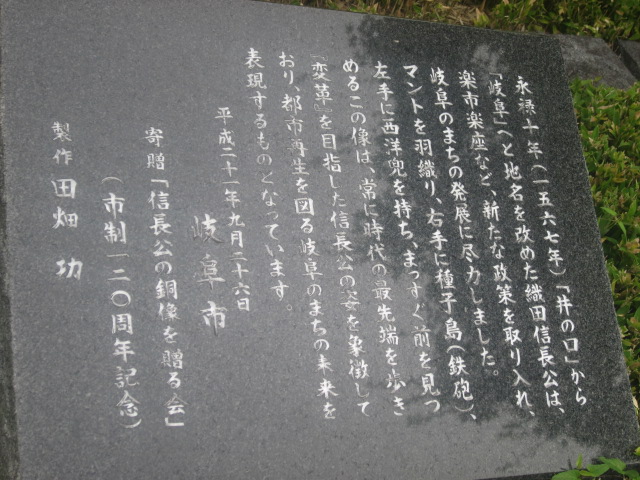 永禄十年（一五六七年）「井の口」から
「岐阜」へと地名を改めた織田信長公は、
楽市楽座など、新たな政策を取り入れ、
岐阜のまちの発展に尽力しました。
マントを羽織り、右手に種子島（鉄砲）、
左手に西洋兜を持ち、まっすぐ前を見つ
めるこの像は、常に時代の最先端を歩き
『変革』を目指した信長公の姿を象徴して
おり、都市再生を図る岐阜のまちの未来を
表現するものとなっています。
平成二十一年九月二十六日
岐阜市
寄贈「信長公の銅像を贈る会」
（市制一二〇周年記念）
製作 田畑 功